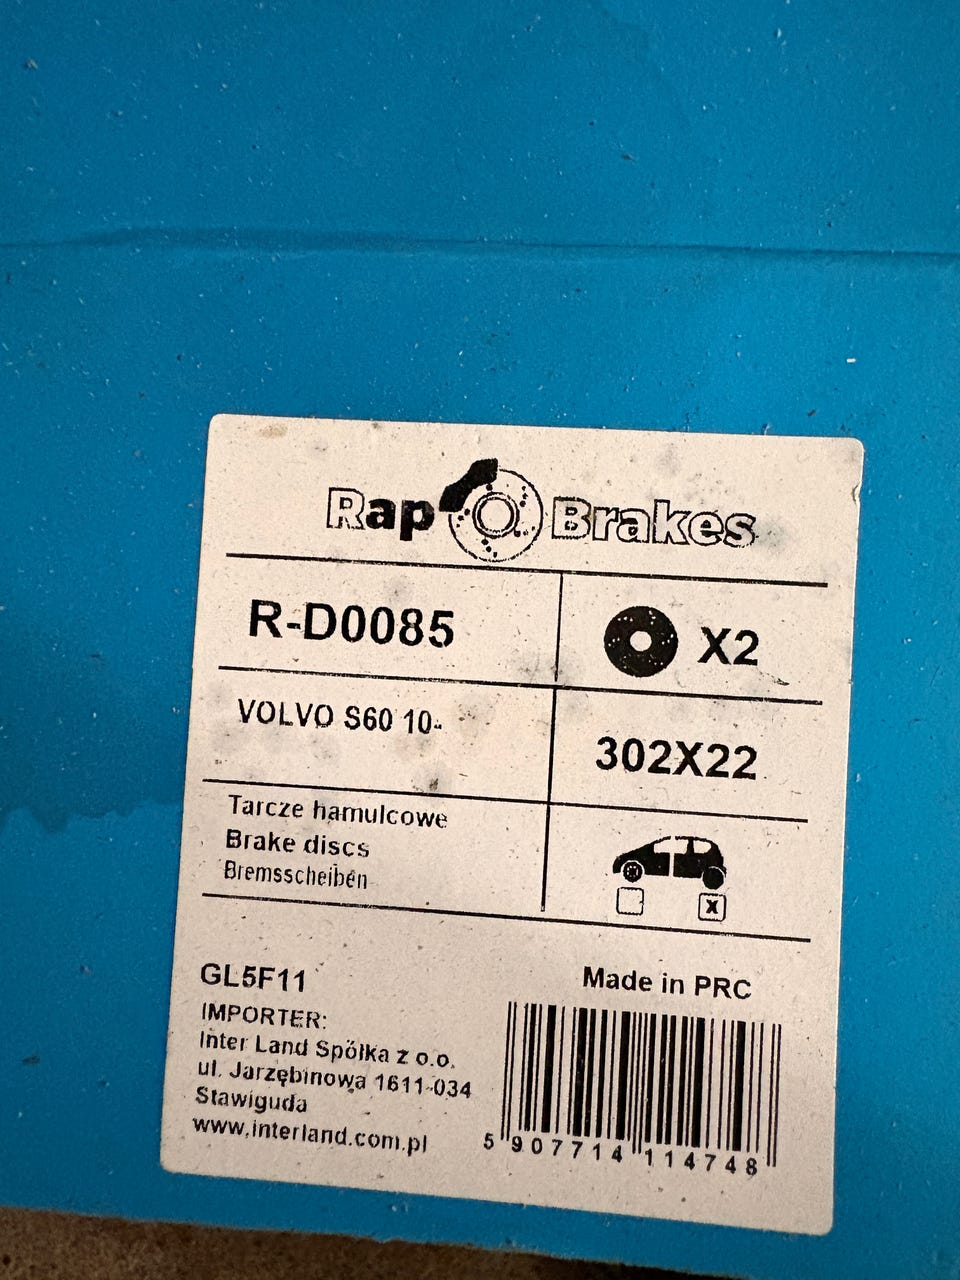 Rap Brakes
R-D0085
X2
VOLVO S60 10-
302X22
Tarcze hamulcowe
Brake discs
Bremsscheiben
X
GL5F11
Made in PRC
IMPORTER:
Inter Land Spółka z o.o.
ul. Jarzębinowa 1611-034
Stawiguda
www.interland.com.pl
5 907714 114748